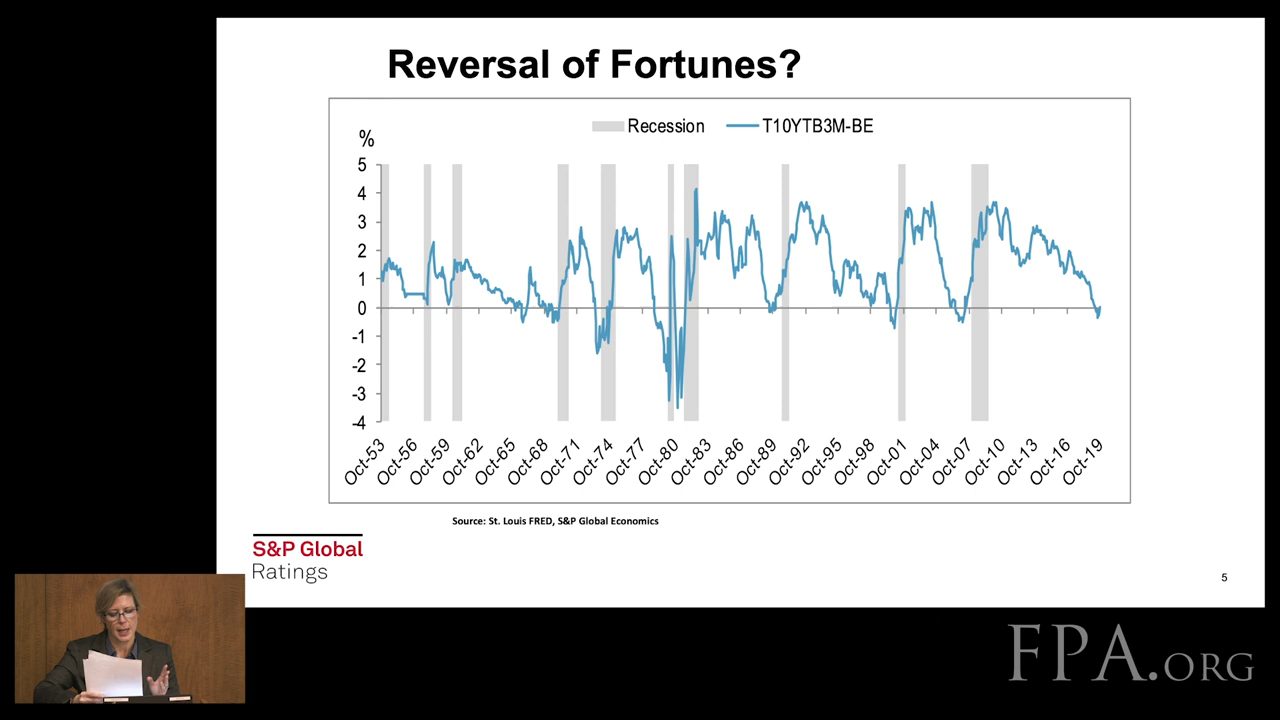 Reversal of Fortunes?
Recession T10YTB3M-BE
%
5
4
3
2
1
0
-1
-2
-3
-4
Oct-53 Oct-56 Oct-59 Oct-62 Oct-65 Oct-68 Oct-71 Oct-74 Oct-77 Oct-80 Oct-83 Oct-86 Oct-89 Oct-92 Oct-95 Oct-98 Oct-01 Oct-04 Oct-07 Oct-10 Oct-13 Oct-16 Oct-19
Source: St. Louis FRED, S&P Global Economics
S&P Global
Ratings
5
FPA.ORG